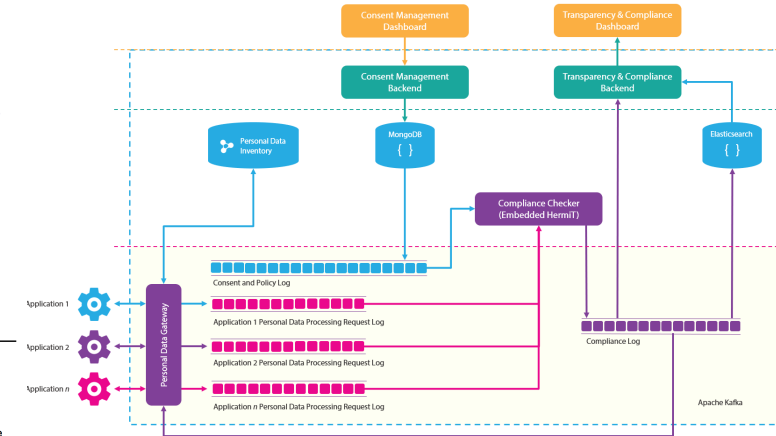 Consent Management
Dashboard
Transparency & Compliance
Dashboard
Consent Management
Backend
Transparency & Compliance
Backend
Personal Data
Inventory
MongoDB
{ }
Elasticsearch
{ }
Compliance Checker
(Embedded HermiT)
Consent and Policy Log
Application 1
Personal Data Gateway
Application 1 Personal Data Processing Request Log
Application 2
Application 2 Personal Data Processing Request Log
Compliance Log
Application n
Application n Personal Data Processing Request Log
Apache Kafka
e